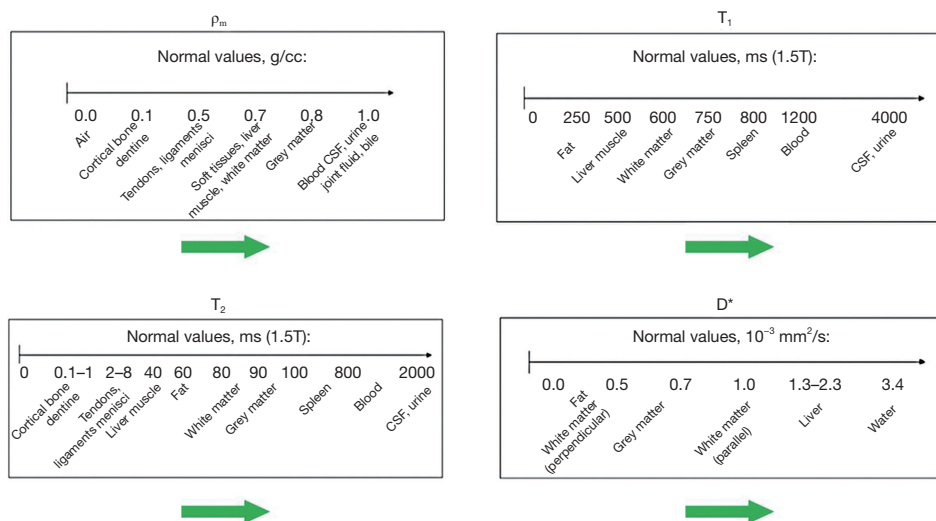 ρm
Normal values, g/cc:
0.0 0.1 0.5 0.7 0.8 1.0
Air
Cortical bone
dentine
Tendons, ligaments
menisci
Soft tissues, liver
muscle, white matter
Grey matter
Blood CSF, urine
joint fluid, bile
T1
Normal values, ms (1.5T):
0 250 500 600 750 800 1200 4000
Fat
Liver muscle
White matter
Grey matter
Spleen
Blood
CSF, urine
T2
Normal values, ms (1.5T):
0 0.1–1 2–8 40 60 80 90 100 800 2000
Cortical bone
dentine
Tendons,
ligaments menisci
Liver muscle
Fat
White matter
Grey matter
Spleen
Blood
CSF, urine
D*
Normal values, 10⁻³ mm²/s:
0.0 0.5 0.7 1.0 1.3–2.3 3.4
Fat
White matter
(perpendicular)
Grey matter
White matter
(parallel)
Liver
Water